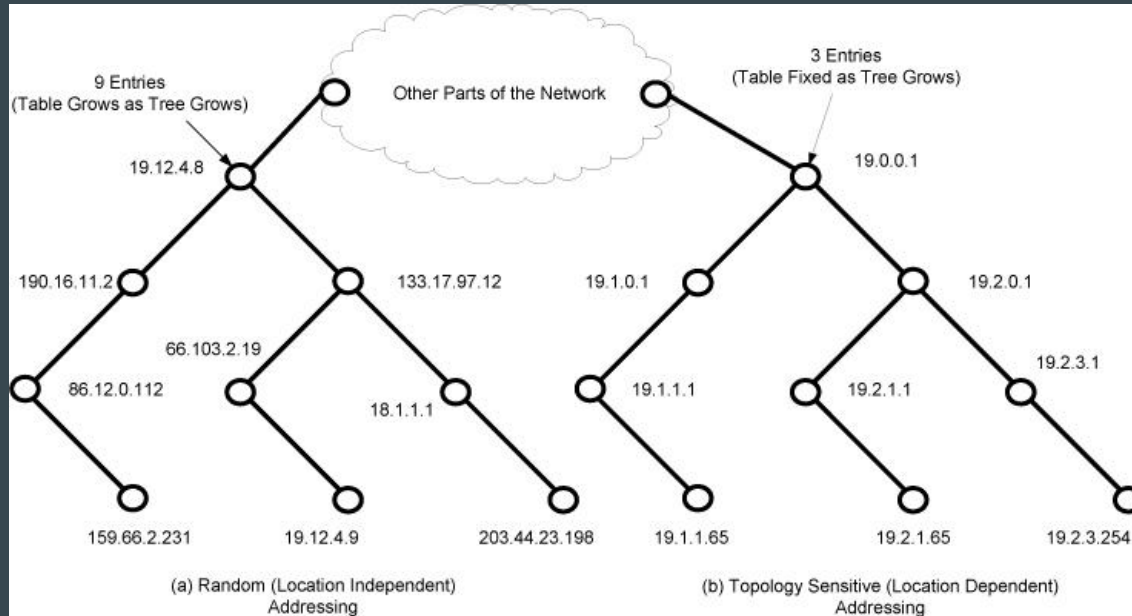 9 Entries
(Table Grows as Tree Grows)
Other Parts of the Network
3 Entries
(Table Fixed as Tree Grows)
19.12.4.8
19.0.0.1
190.16.11.2
133.17.97.12
19.1.0.1
19.2.0.1
66.103.2.19
86.12.0.112
18.1.1.1
19.1.1.1
19.2.1.1
19.2.3.1
159.66.2.231
19.12.4.9
203.44.23.198
19.1.1.65
19.2.1.65
19.2.3.254
(a) Random (Location Independent)
Addressing
(b) Topology Sensitive (Location Dependent)
Addressing